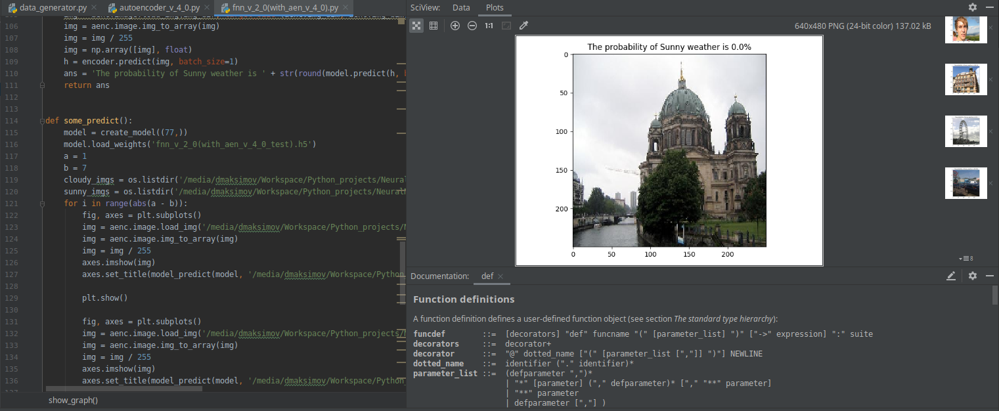 data_generator.py
autoencoder_v_4_0.py
fnn_v_2_0(with_aen_v_4_0).py
106 img = aenc.image.img_to_array(img)
107 img = img / 255
108 img = np.array([img], float)
109 h = encoder.predict(img, batch_size=1)
110 ans = 'The probability of Sunny weather is ' + str(round(model.predict(h,
111 return ans
112
113
114 def some_predict():
115 model = create_model((77,))
116 model.load_weights('fnn_v_2_0(with_aen_v_4_0_test).h5')
117 a = 1
118 b = 7
119 cloudy_imgs = os.listdir('/media/dmaksimov/Workspace/Python_projects/Neural
120 sunny_imgs = os.listdir('/media/dmaksimov/Workspace/Python_projects/Neural
121 for i in range(abs(a - b)):
122 fig, axes = plt.subplots()
123 img = aenc.image.load_img('/media/dmaksimov/Workspace/Python_projects/
124 img = aenc.image.img_to_array(img)
125 img = img / 255
126 axes.imshow(img)
127 axes.set_title(model_predict(model, '/media/dmaksimov/Workspace/Python_
128
129 plt.show()
130
131 fig, axes = plt.subplots()
132 img = aenc.image.load_img('/media/dmaksimov/Workspace/Python_projects/
133 img = aenc.image.img_to_array(img)
134 img = img / 255
135 axes.imshow(img)
136 axes.set_title(model_predict(model, '/media/dmaksimov/Workspace/Python_
show_graph()
SciView: Data Plots
1:1
640x480 PNG (24-bit color) 137.02 kB
The probability of Sunny weather is 0.0%
0
50
100
150
200
0 50 100 150 200
8
Documentation: def
Function definitions
A function definition defines a user-defined function object (see section The standard type hierarchy):
funcdef ::= [decorators] "def" funcname "(" [parameter_list] ")" ["->" expression] ":" suite
decorators ::= decorator+
decorator ::= "@" dotted_name ["(" [parameter_list [","]] ")"] NEWLINE
dotted_name ::= identifier ("." identifier)*
parameter_list ::= (defparameter ",")*
| "*" [parameter] ("," defparameter)* ["," "**" parameter]
| "**" parameter
| defparameter [","] )